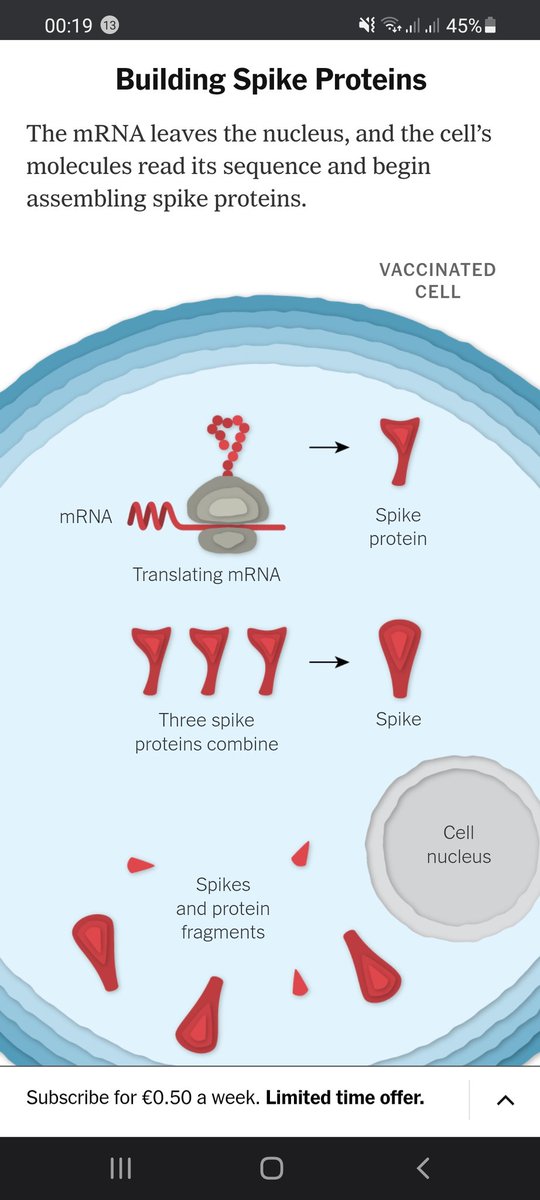 00:19 13 45%
Building Spike Proteins
The mRNA leaves the nucleus, and the cell's
molecules read its sequence and begin
assembling spike proteins.
VACCINATED
CELL
mRNA
Translating mRNA
Spike
protein
Three spike
proteins combine
Spike
Cell
nucleus
Spikes
and protein
fragments
Subscribe for €0.50 a week. Limited time offer.